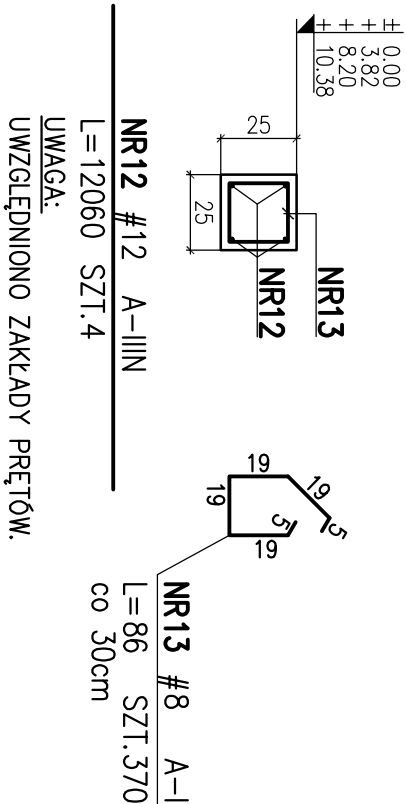 ± 0.00
+ 3.82
+ 8.20
+ 10.38
25
25
NR13
NR12
NR12 #12 A-IIIN
L=12060 SZT.4
UWAGA:
UWZGLĘDNIONO ZAKŁADY PRĘTÓW.
19
19
19
19
5
5
NR13 #8 A-I
L=86 SZT.370
co 30cm